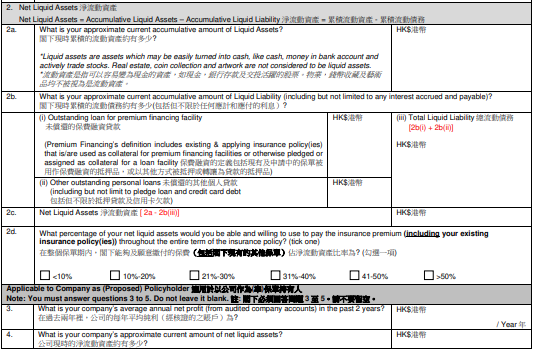 2. Net Liquid Assets 淨流動資產
Net Liquid Assets = Accumulative Liquid Assets – Accumulative Liquid Liability 淨流動資產 = 累積流動資產 - 累積流動債務
2a. What is your approximate current accumulative amount of Liquid Assets? HK$港幣
閣下現時累積的流動資產約有多少?
*Liquid assets are assets which may be easily turned into cash, like cash, money in bank account and
actively trade stocks. Real estate, coin collection and artwork are not considered to be liquid assets.
*流動資產是指可以容易變為現金的資產，如現金、銀行存款及交投活躍的股票。物業、錢幣收藏及藝術
品均不被視為是流動資產。
2b. What is your approximate current accumulative amount of Liquid Liability (including but not limited to any interest accrued and payable)?
閣下現時累積的流動債務約有多少(包括但不限於任何應計和應付的利息)?
(i) Outstanding loan for premium financing facility HK$港幣 (iii) Total Liquid Liability 總流動債務
未償還的保費融資貸款 [2b(i) + 2b(ii)]
(Premium Financing's definition includes existing & applying insurance policy(ies) HK$港幣
that is/are used as collateral for premium financing facilities or otherwise pledged or
assigned as collateral for a loan facility 保費融資的定義包括現有及申請中的保單被
用作保費融資的抵押品，或以其他方式被抵押或轉讓為貸款的抵押品)
(ii) Other outstanding personal loans 未償還的其他個人貸款 HK$港幣
(including but not limit to pledge loan and credit card debt
包括但不限於抵押貸款及信用卡欠款)
2c. Net Liquid Assets 淨流動資產 [ 2a - 2b(iii)] HK$港幣
2d. What percentage of your net liquid assets would you be able and willing to use to pay the insurance premium (including your existing
insurance policy(ies)) throughout the entire term of the insurance policy? (tick one)
在整個保單期內，閣下能夠及願意繳付的保費（包括閣下現有的其他保單）佔淨流動資產比率為? (勾選一項)
<10% 10%-20% 21%-30% 31%-40% 41-50% >50%
Applicable to Company as (Proposed) Policyholder 適用於以公司作為(準)保單持有人
Note: You must answer questions 3 to 5. Do not leave it blank. 註: 閣下必須回答問題 3 至 5。請不要留空。
3. What is your company's average annual net profit (from audited company accounts) in the past 2 years? HK$港幣
在過去兩年裡，公司的每年平均純利（經核證的之賬戶）為?
/ Year 年
4. What is your company's approximate current amount of net liquid assets? HK$港幣
公司現時的淨流動資產約有多少?